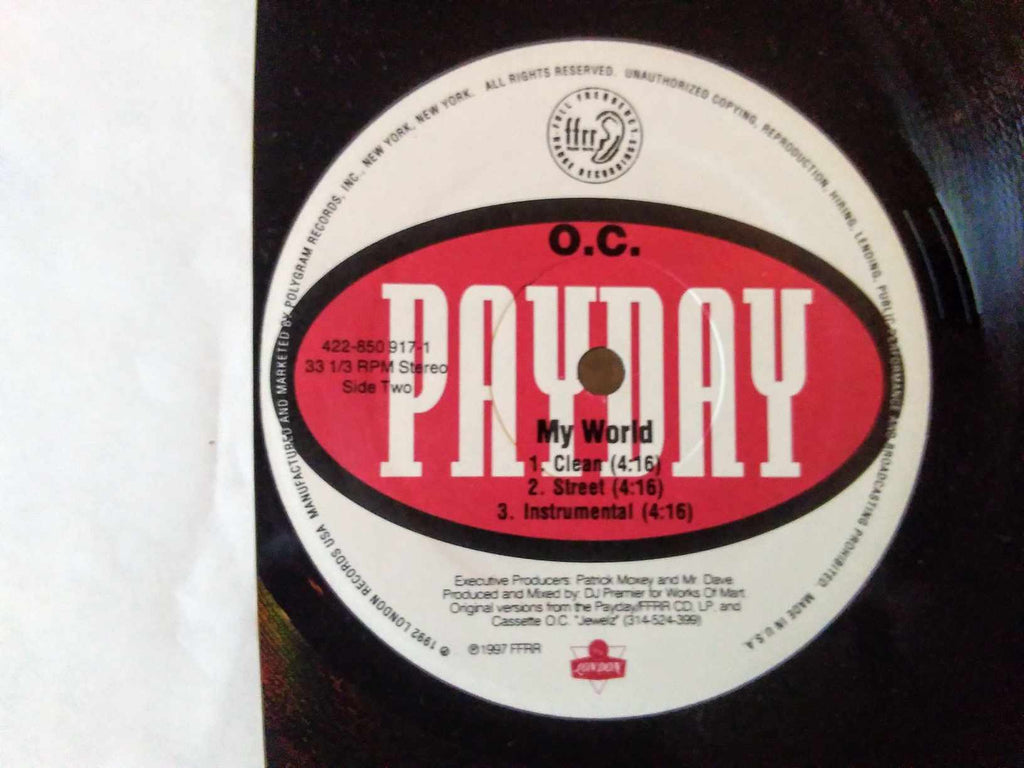 ℗ 1992 LONDON RECORDS USA MANUFACTURED AND MARKETED BY POLYGRAM RECORDS, INC., NEW YORK, NEW YORK. ALL RIGHTS RESERVED. UNAUTHORIZED COPYING, REPRODUCTION, HIRING, LENDING, PUBLIC PERFORMANCE AND BROADCASTING PROHIBITED. MADE IN U.S.A.
FULL FREQUENCY
ffrr
RANGE RECORDINGS
O.C.
PAYDAY
422-850 917-1
33 1/3 RPM Stereo
Side Two
My World
1. Clean (4:16)
2. Street (4:16)
3. Instrumental (4:16)
Executive Producers: Patrick Moxey and Mr. Dave
Produced and Mixed by: DJ Premier for Works Of Mart
Original versions from the Payday/FFRR CD, LP, and
Cassette O.C. "Jewelz" (314-524-399)
℗ 1997 FFRR
LONDON